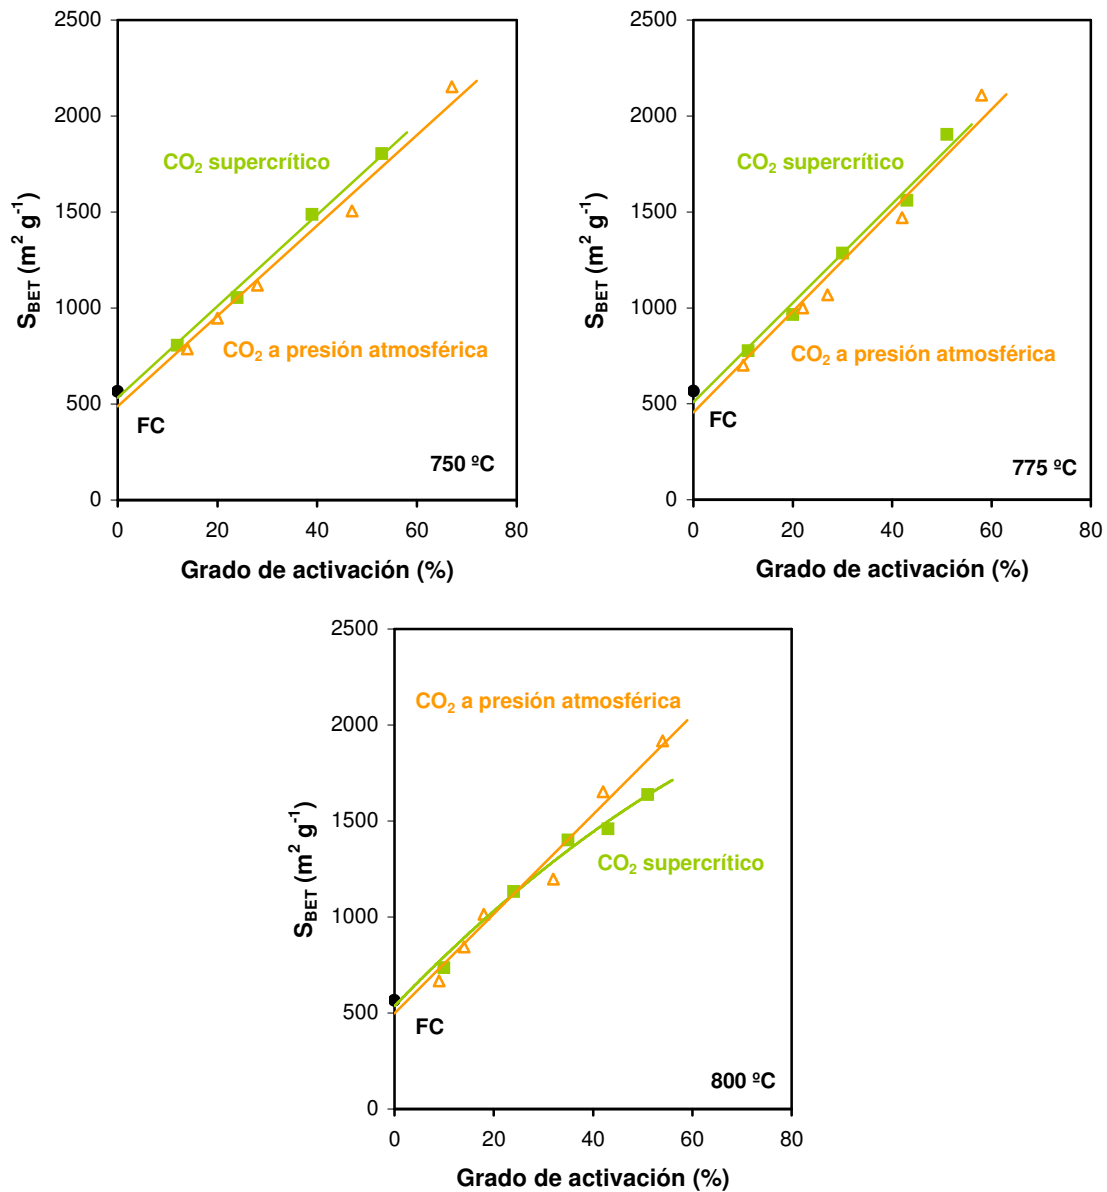 2500
2000
1500
1000
500
0
S_BET (m² g⁻¹)
CO₂ supercrítico
CO₂ a presión atmosférica
FC
750 ºC
0 20 40 60 80
Grado de activación (%)
2500
2000
1500
1000
500
0
S_BET (m² g⁻¹)
CO₂ supercrítico
CO₂ a presión atmosférica
FC
775 ºC
0 20 40 60 80
Grado de activación (%)
2500
2000
1500
1000
500
0
S_BET (m² g⁻¹)
CO₂ a presión atmosférica
CO₂ supercrítico
FC
800 ºC
0 20 40 60 80
Grado de activación (%)